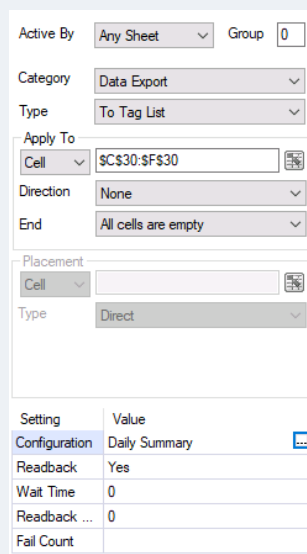 Active By Any Sheet Group 0
Category Data Export
Type To Tag List
Apply To
Cell $C$30:$F$30
Direction None
End All cells are empty
Placement
Cell
Type Direct
Setting Value
Configuration Daily Summary ...
Readback Yes
Wait Time 0
Readback ... 0
Fail Count